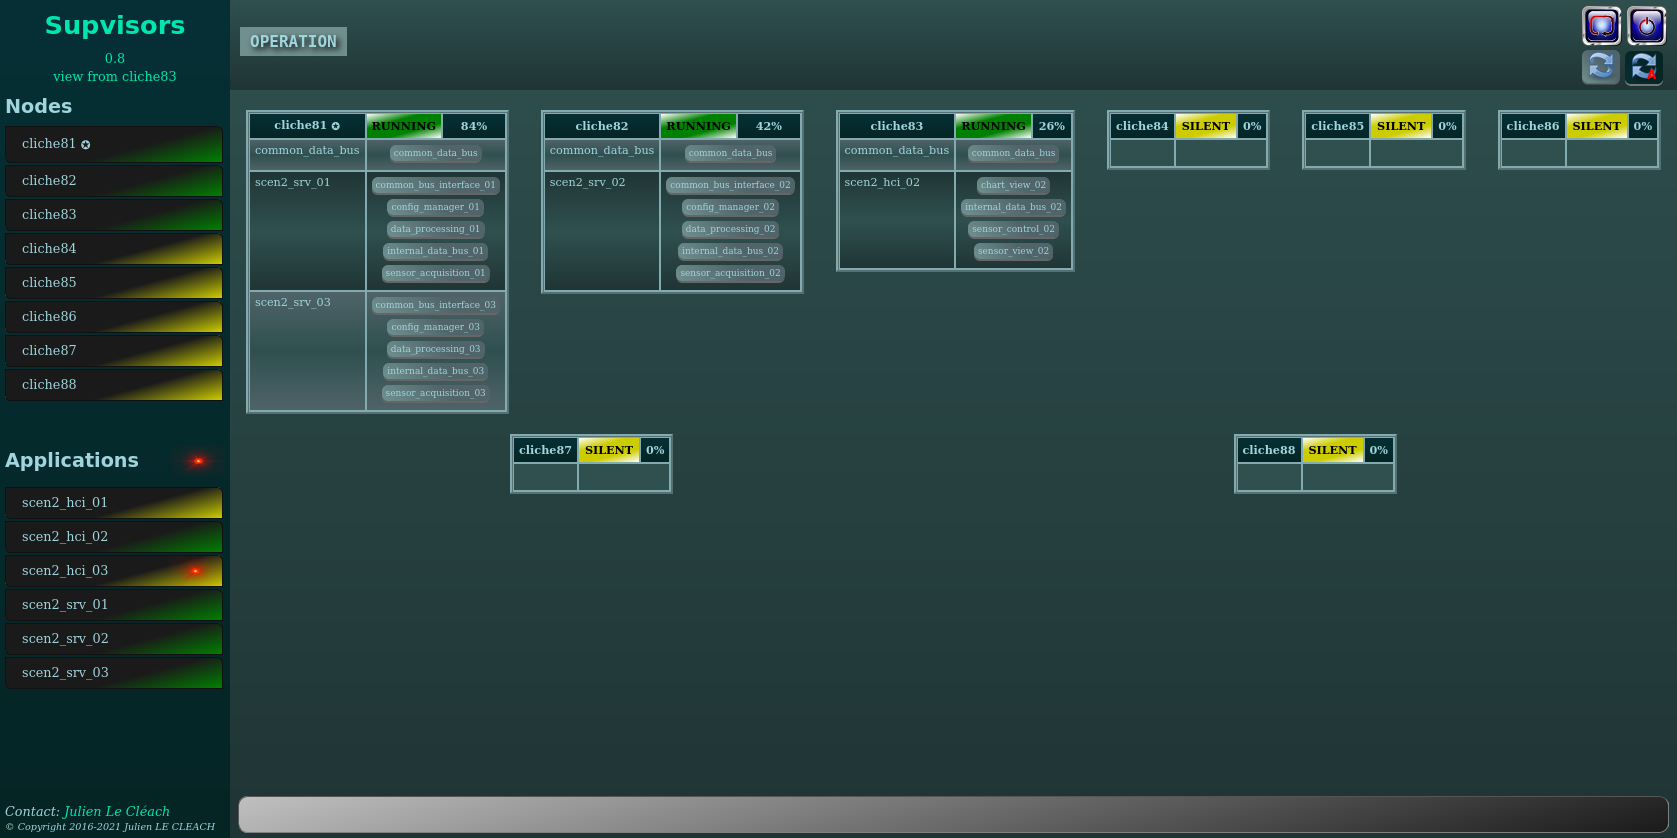 Supvisors
0.8
view from cliche83
Nodes
cliche81 ✪
cliche82
cliche83
cliche84
cliche85
cliche86
cliche87
cliche88
Applications
scen2_hci_01
scen2_hci_02
scen2_hci_03
scen2_srv_01
scen2_srv_02
scen2_srv_03
Contact: Julien Le Cléach
© Copyright 2016-2021 Julien LE CLEACH
OPERATION
cliche81 ✪ RUNNING 84%
common_data_bus common_data_bus
scen2_srv_01 common_bus_interface_01
config_manager_01
data_processing_01
internal_data_bus_01
sensor_acquisition_01
scen2_srv_03 common_bus_interface_03
config_manager_03
data_processing_03
internal_data_bus_03
sensor_acquisition_03
cliche82 RUNNING 42%
common_data_bus common_data_bus
scen2_srv_02 common_bus_interface_02
config_manager_02
data_processing_02
internal_data_bus_02
sensor_acquisition_02
cliche83 RUNNING 26%
common_data_bus common_data_bus
scen2_hci_02 chart_view_02
internal_data_bus_02
sensor_control_02
sensor_view_02
cliche84 SILENT 0%
cliche85 SILENT 0%
cliche86 SILENT 0%
cliche87 SILENT 0%
cliche88 SILENT 0%